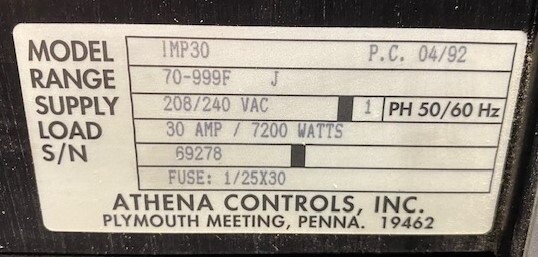 MODEL IMP30 P.C. 04/92
RANGE 70-999F J
SUPPLY 208/240 VAC 1 PH 50/60 Hz
LOAD 30 AMP / 7200 WATTS
S/N 69278
FUSE: 1/25X30
ATHENA CONTROLS, INC.
PLYMOUTH MEETING, PENNA. 19462